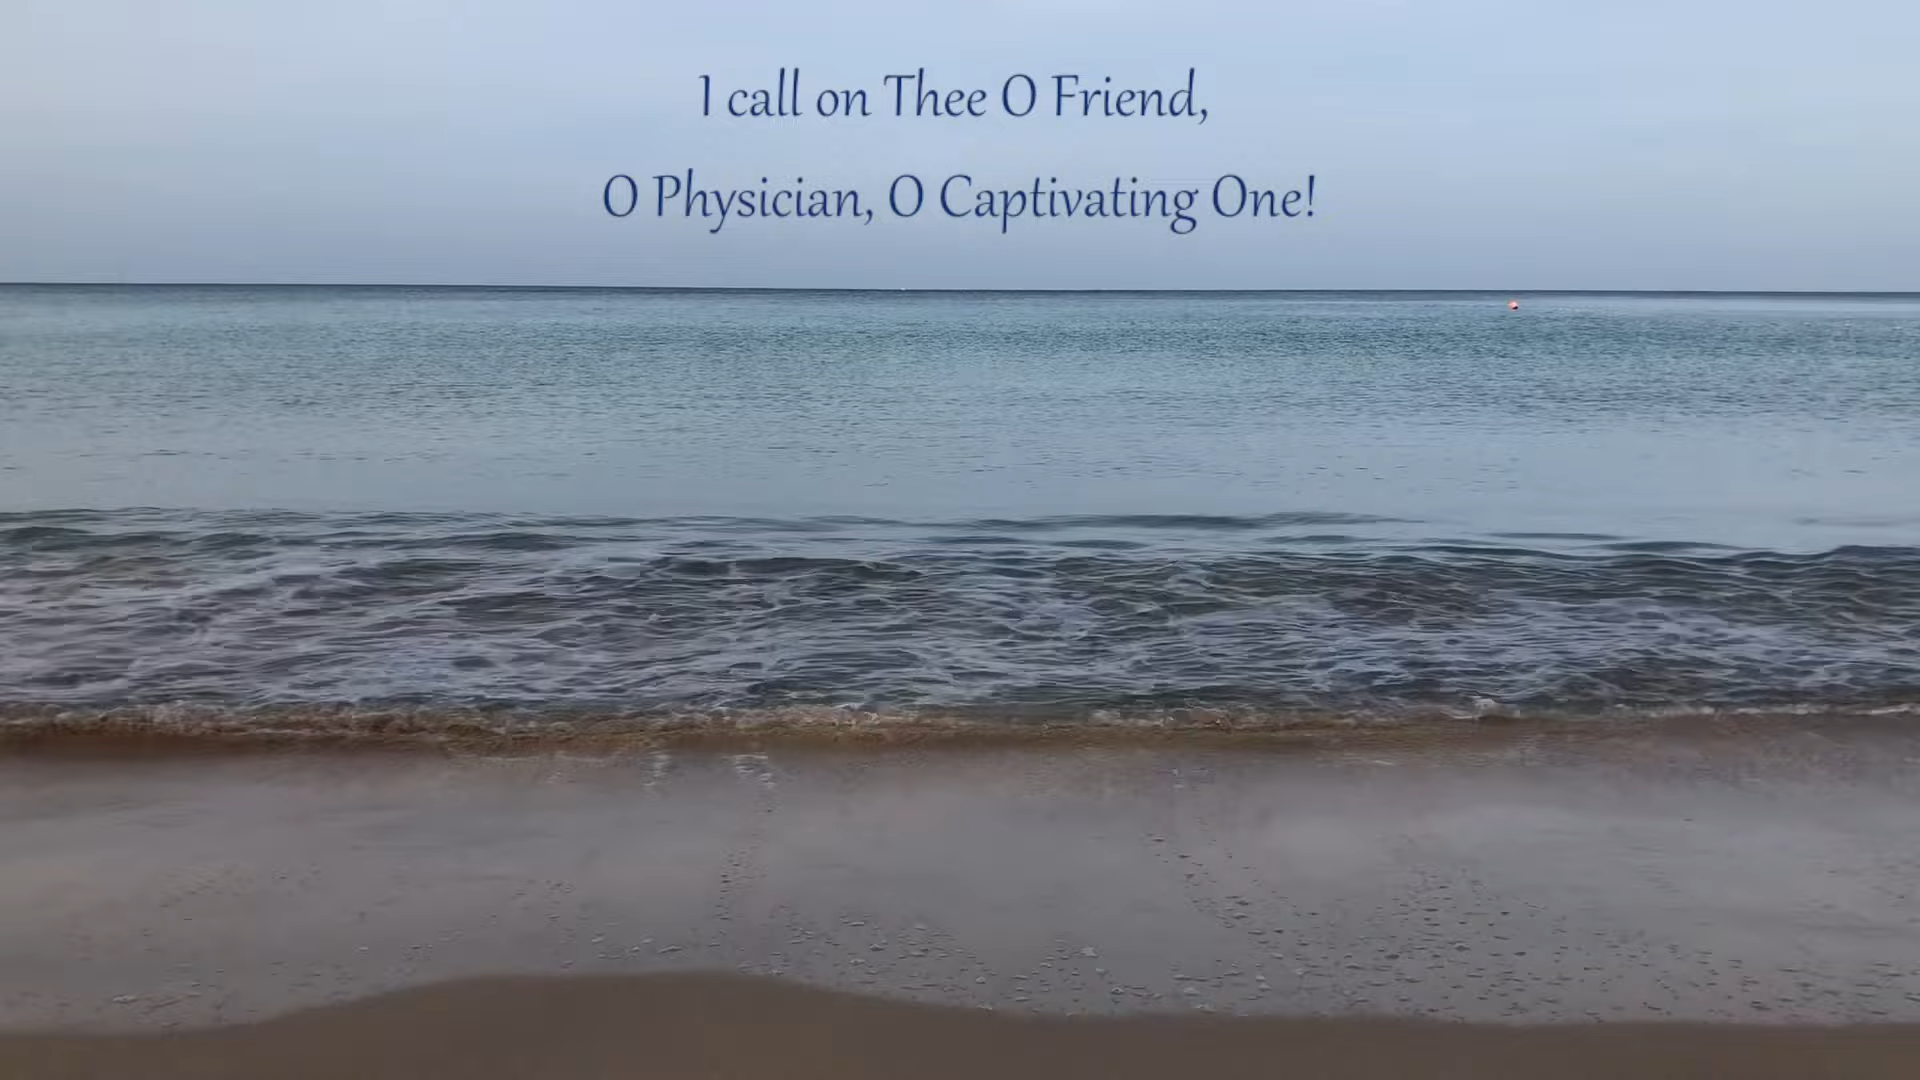 I call on Thee O Friend,
O Physician, O Captivating One!